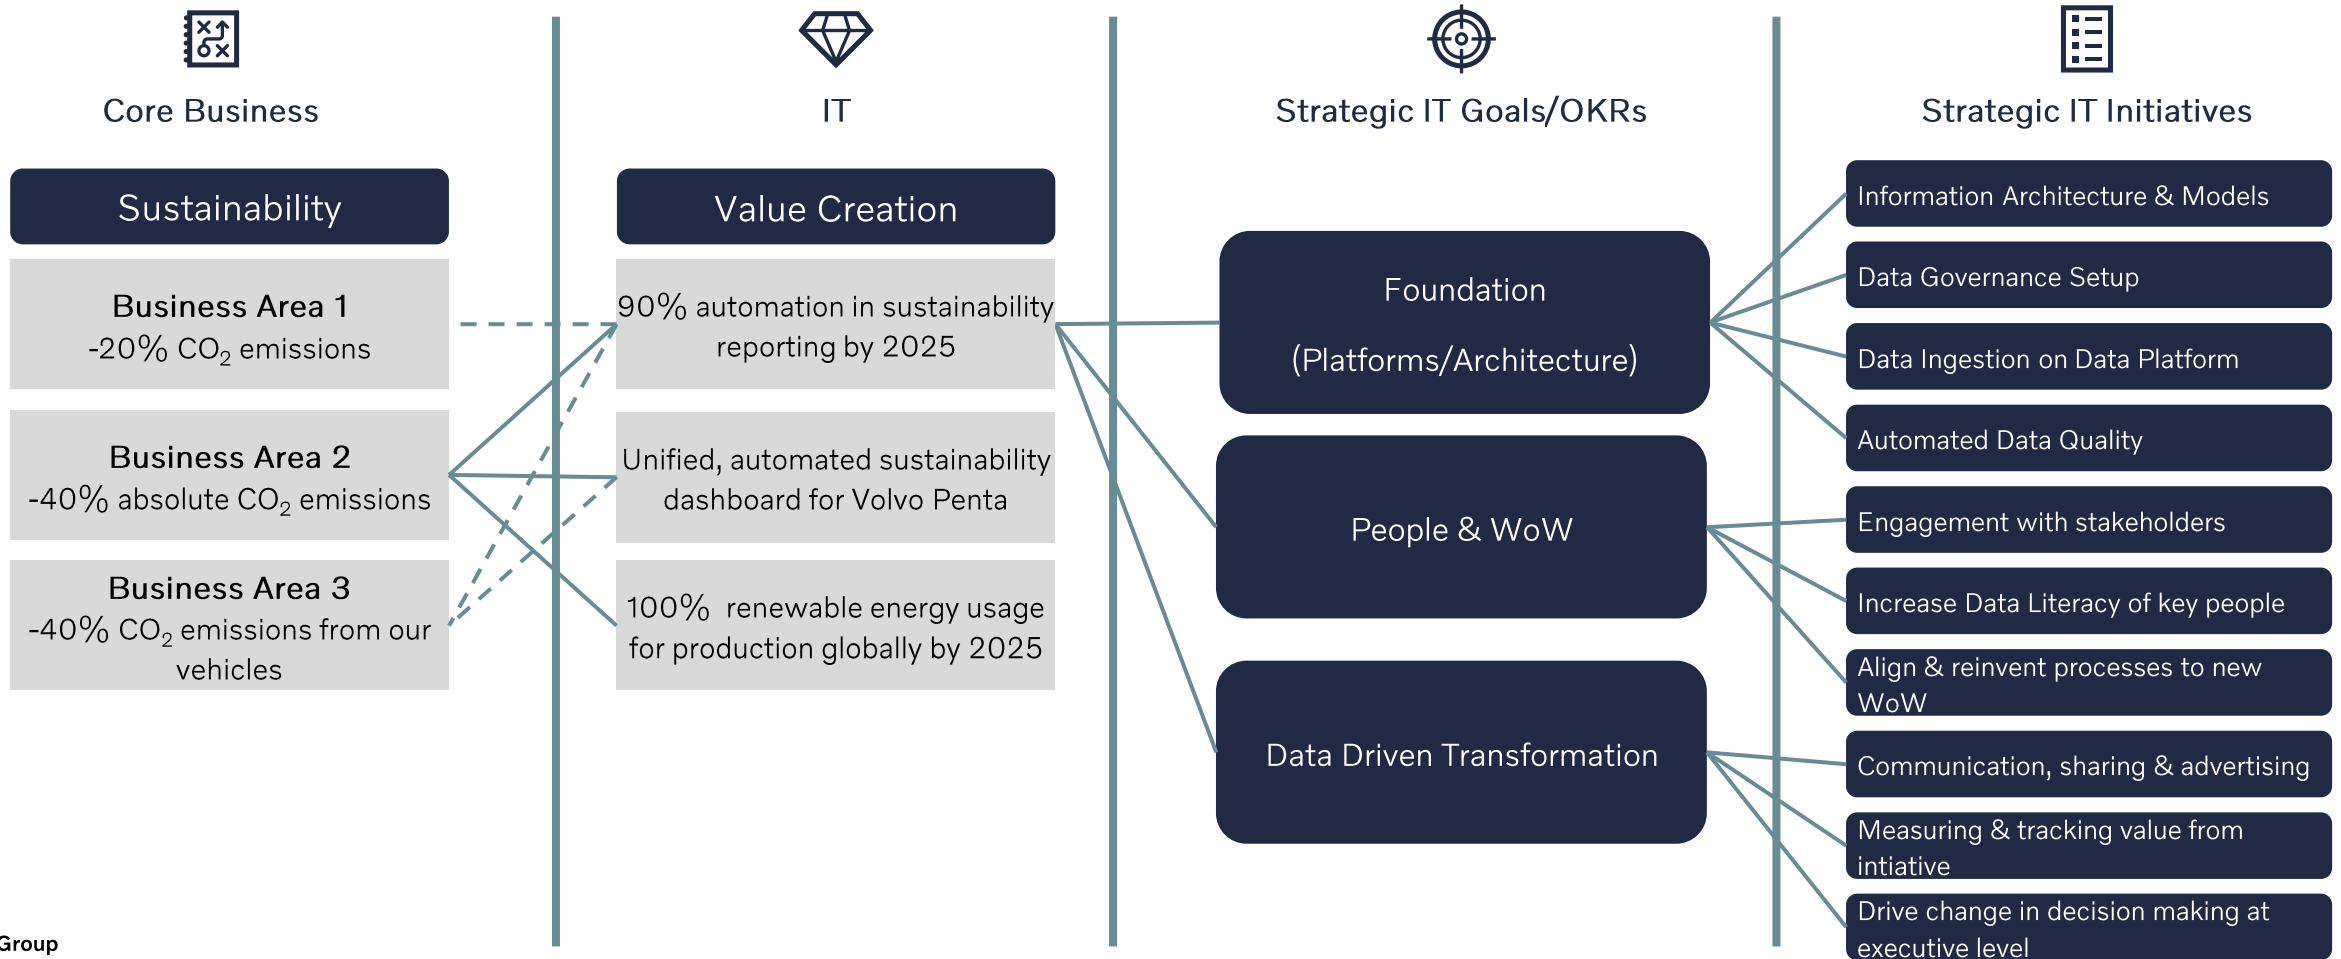 Core Business
Sustainability
Business Area 1
-20% CO₂ emissions
Business Area 2
-40% absolute CO₂ emissions
Business Area 3
-40% CO₂ emissions from our
vehicles
IT
Value Creation
90% automation in sustainability
reporting by 2025
Unified, automated sustainability
dashboard for Volvo Penta
100% renewable energy usage
for production globally by 2025
Strategic IT Goals/OKRs
Foundation
(Platforms/Architecture)
People & WoW
Data Driven Transformation
Strategic IT Initiatives
Information Architecture & Models
Data Governance Setup
Data Ingestion on Data Platform
Automated Data Quality
Engagement with stakeholders
Increase Data Literacy of key people
Align & reinvent processes to new
WoW
Communication, sharing & advertising
Measuring & tracking value from
intiative
Drive change in decision making at
executive level
Group